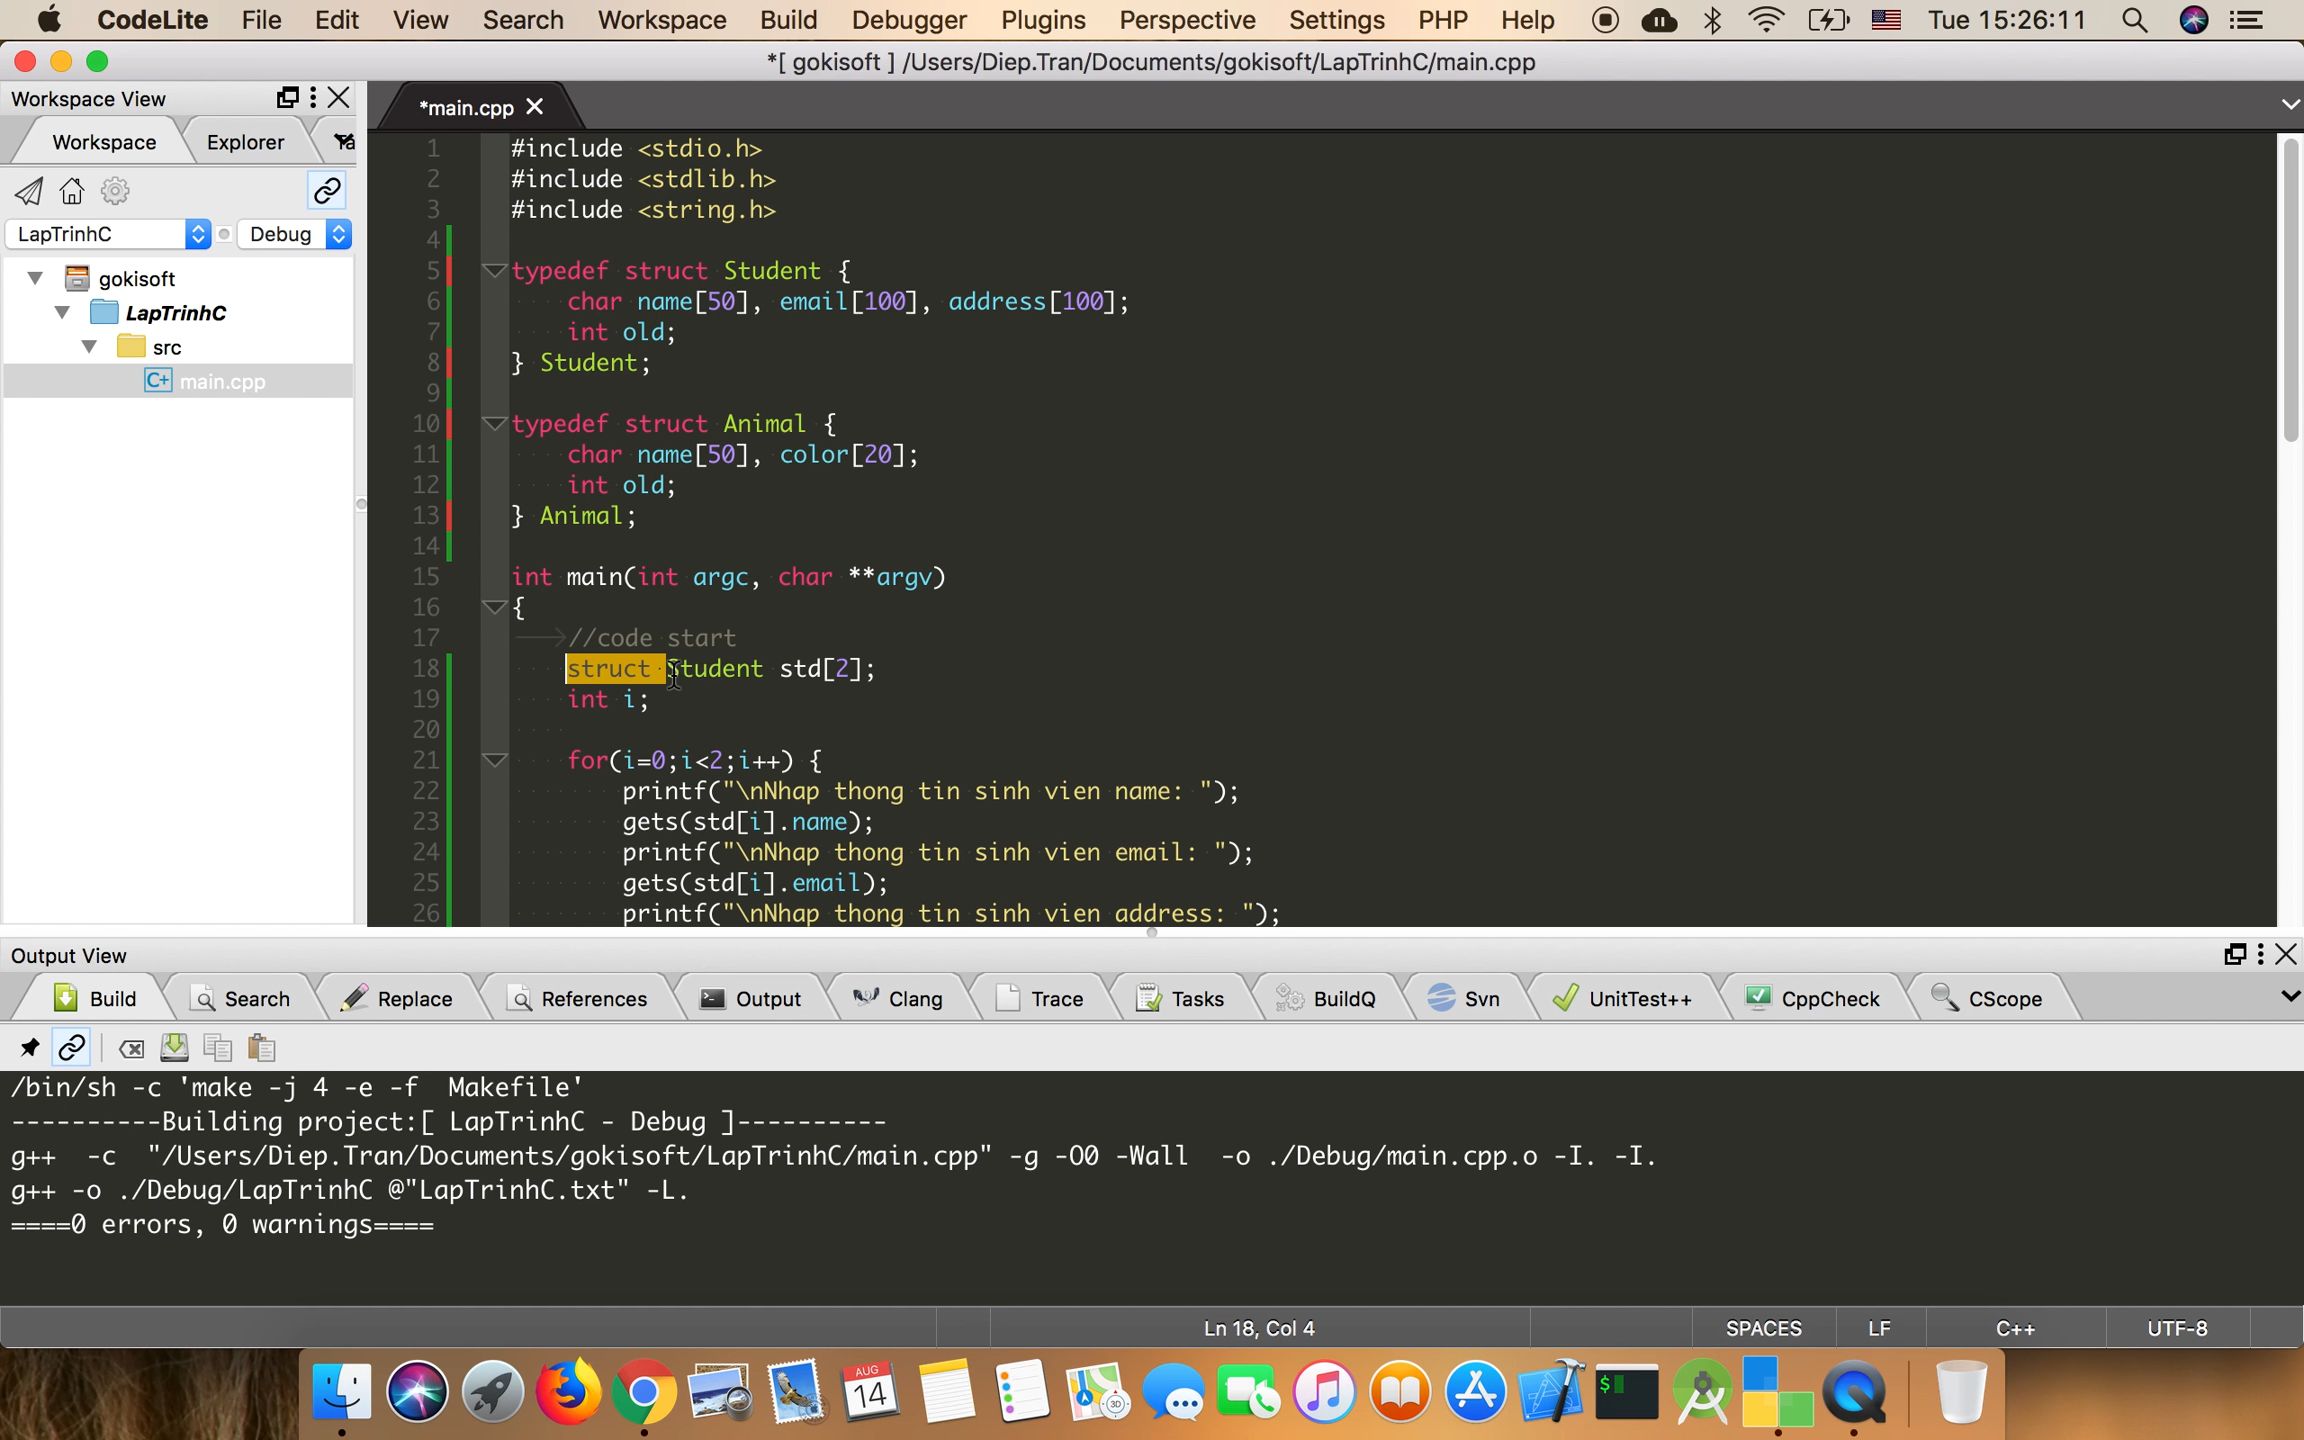 CodeLite File Edit View Search Workspace Build Debugger Plugins Perspective Settings PHP Help Tue 15:26:11
*[ gokisoft ] /Users/Diep.Tran/Documents/gokisoft/LapTrinhC/main.cpp
Workspace View
*main.cpp
Workspace Explorer
LapTrinhC Debug
gokisoft
LapTrinhC
src
C+ main.cpp
1 #include <stdio.h>
2 #include <stdlib.h>
3 #include <string.h>
4
5 typedef struct Student {
6 char name[50], email[100], address[100];
7 int old;
8 } Student;
9
10 typedef struct Animal {
11 char name[50], color[20];
12 int old;
13 } Animal;
14
15 int main(int argc, char **argv)
16 {
17 //code start
18 struct Student std[2];
19 int i;
20
21 for(i=0;i<2;i++) {
22 printf("\nNhap thong tin sinh vien name: ");
23 gets(std[i].name);
24 printf("\nNhap thong tin sinh vien email: ");
25 gets(std[i].email);
26 printf("\nNhap thong tin sinh vien address: ");
Output View
Build Search Replace References Output Clang Trace Tasks BuildQ Svn UnitTest++ CppCheck CScope
/bin/sh -c 'make -j 4 -e -f  Makefile'
----------Building project:[ LapTrinhC - Debug ]----------
g++  -c  "/Users/Diep.Tran/Documents/gokisoft/LapTrinhC/main.cpp" -g -O0 -Wall  -o ./Debug/main.cpp.o -I. -I.
g++ -o ./Debug/LapTrinhC @"LapTrinhC.txt" -L.
====0 errors, 0 warnings====
Ln 18, Col 4 SPACES LF C++ UTF-8
AUG
14
3D
$